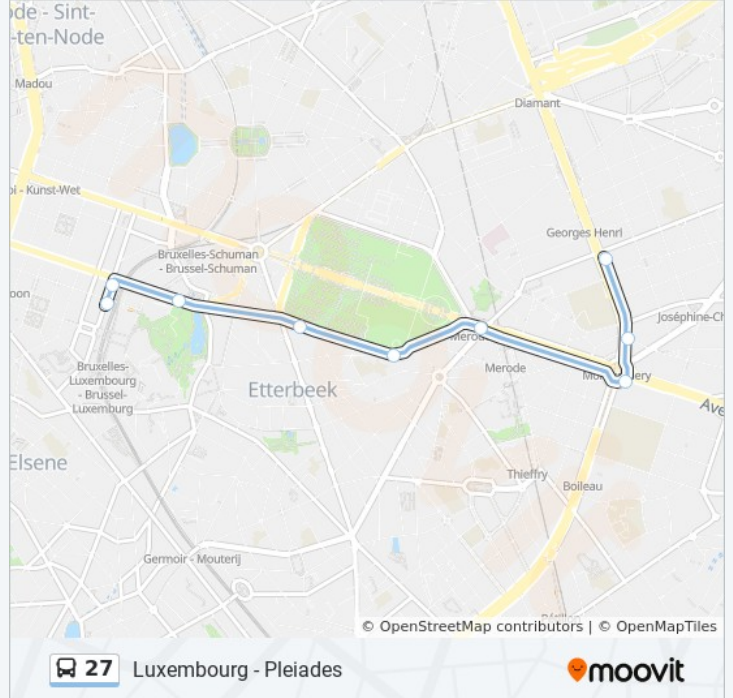 ode - Sint-
-ten-Node
Madou
Diamant
oi - Kunst-Wet
Georges Henri
Bruxelles-Schuman
- Brussel-Schuman
oon
Joséphine-Ch
Merode
Bruxelles-
Luxembourg
- Brussel-
Luxembourg
Merode
Etterbeek
Ave
Elsene
Thieffry
Boileau
Germoir - Mouterij
© OpenStreetMap contributors | © OpenMapTiles
27 Luxembourg - Pleiades
moovit